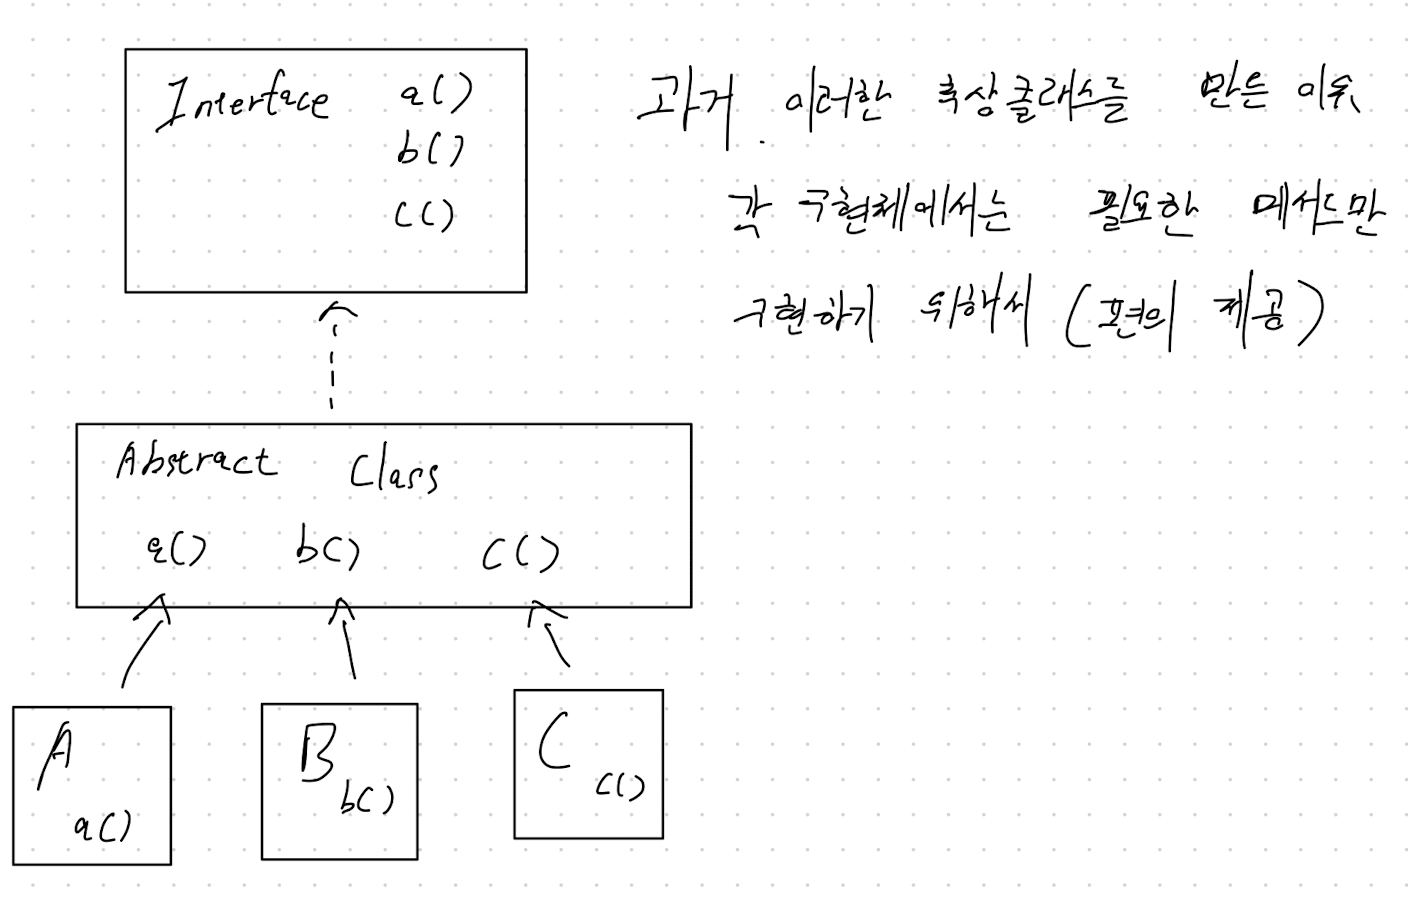 Interface a()
b()
c()
과거 이러한 추상클래스를 만든 이유
각 구현체에서는 필요한 메서드만
구현하기 위해서 (편의 제공)
Abstract Class
a() b() c()
A
a()
B
b()
C
c()